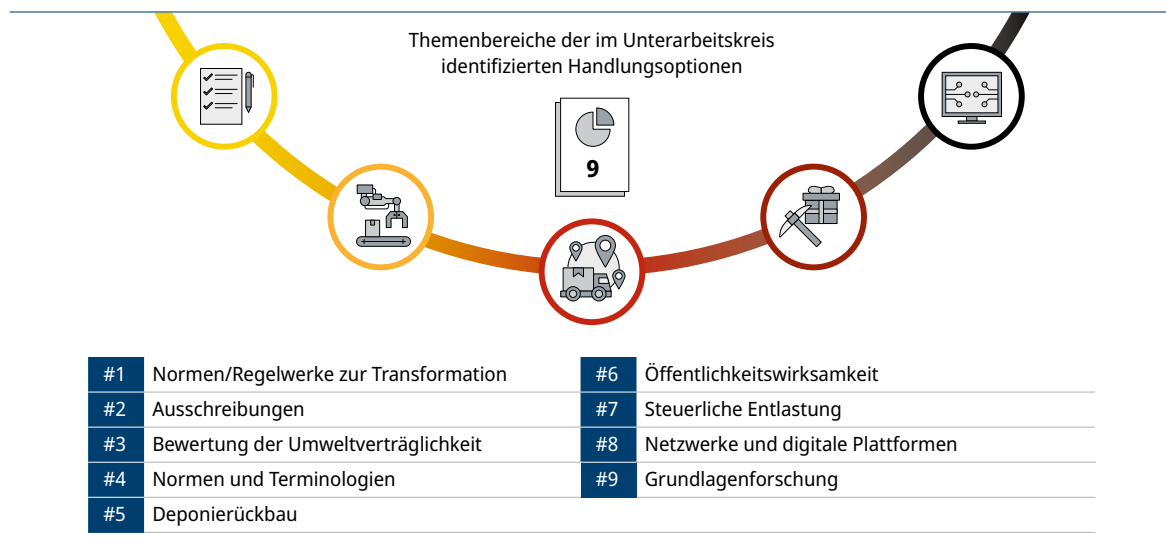 Themenbereiche der im Unterarbeitskreis
identifizierten Handlungsoptionen
9
#1 Normen/Regelwerke zur Transformation
#2 Ausschreibungen
#3 Bewertung der Umweltverträglichkeit
#4 Normen und Terminologien
#5 Deponierückbau
#6 Öffentlichkeitswirksamkeit
#7 Steuerliche Entlastung
#8 Netzwerke und digitale Plattformen
#9 Grundlagenforschung